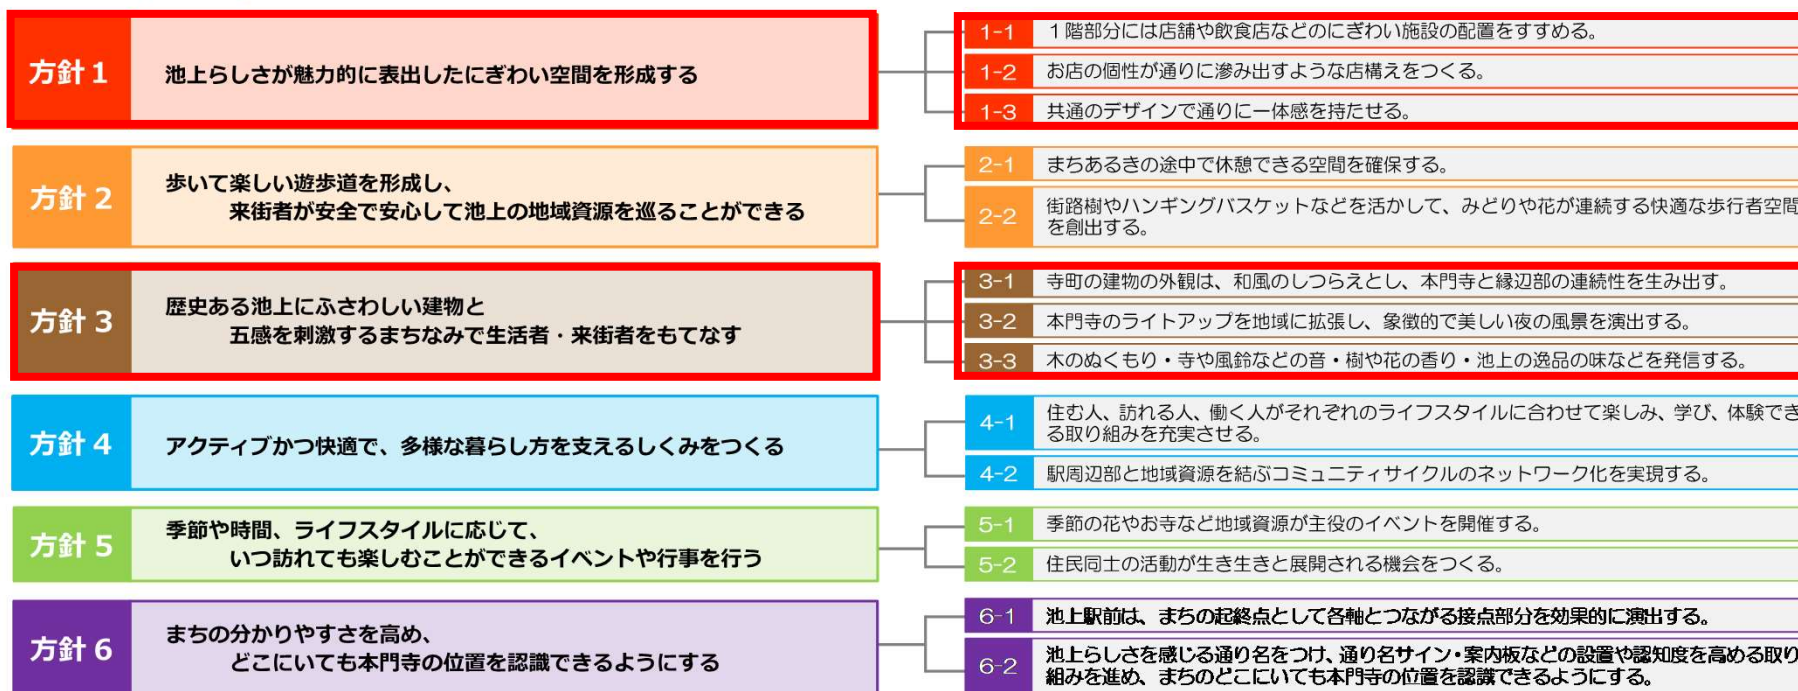 方針 1
池上らしさが魅力的に表出したにぎわい空間を形成する
1-1
１階部分には店舗や飲食店などのにぎわい施設の配置をすすめる。
1-2
お店の個性が通りに滲み出すような店構えをつくる。
1-3
共通のデザインで通りに一体感を持たせる。
方針 2
歩いて楽しい遊歩道を形成し、
来街者が安全で安心して池上の地域資源を巡ることができる
2-1
まちあるきの途中で休憩できる空間を確保する。
2-2
街路樹やハンギングバスケットなどを活かして、みどりや花が連続する快適な歩行者空間
を創出する。
方針 3
歴史ある池上にふさわしい建物と
五感を刺激するまちなみで生活者・来街者をもてなす
3-1
寺町の建物の外観は、和風のしつらえとし、本門寺と縁辺部の連続性を生み出す。
3-2
本門寺のライトアップを地域に拡張し、象徴的で美しい夜の風景を演出する。
3-3
木のぬくもり・寺や風鈴などの音・樹や花の香り・池上の逸品の味などを発信する。
方針 4
アクティブかつ快適で、多様な暮らし方を支えるしくみをつくる
4-1
住む人、訪れる人、働く人がそれぞれのライフスタイルに合わせて楽しみ、学び、体験でき
る取り組みを充実させる。
4-2
駅周辺部と地域資源を結ぶコミュニティサイクルのネットワーク化を実現する。
方針 5
季節や時間、ライフスタイルに応じて、
いつ訪れても楽しむことができるイベントや行事を行う
5-1
季節の花やお寺など地域資源が主役のイベントを開催する。
5-2
住民同士の活動が生き生きと展開される機会をつくる。
方針 6
まちの分かりやすさを高め、
どこにいても本門寺の位置を認識できるようにする
6-1
池上駅前は、まちの起終点として各軸とつながる接点部分を効果的に演出する。
6-2
池上らしさを感じる通り名をつけ、通り名サイン・案内板などの設置や認知度を高める取り
組みを進め、まちのどこにいても本門寺の位置を認識できるようにする。